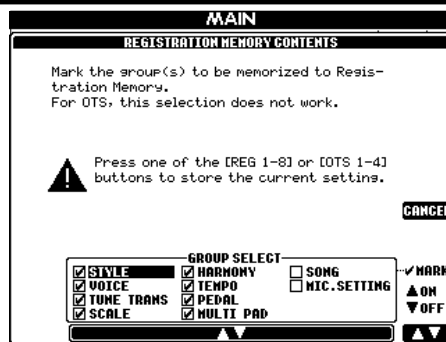 MAIN
REGISTRATION MEMORY CONTENTS
Mark the group(s) to be memorized to Regis-
tration Memory.
For OTS, this selection does not work.
Press one of the [REG 1-8] or [OTS 1-4]
buttons to store the current setting.
CANCEL
GROUP SELECT
STYLE HARMONY SONG
VOICE TEMPO MIC.SETTING
TUNE TRANS PEDAL
SCALE MULTI PAD
MARK
ON
OFF